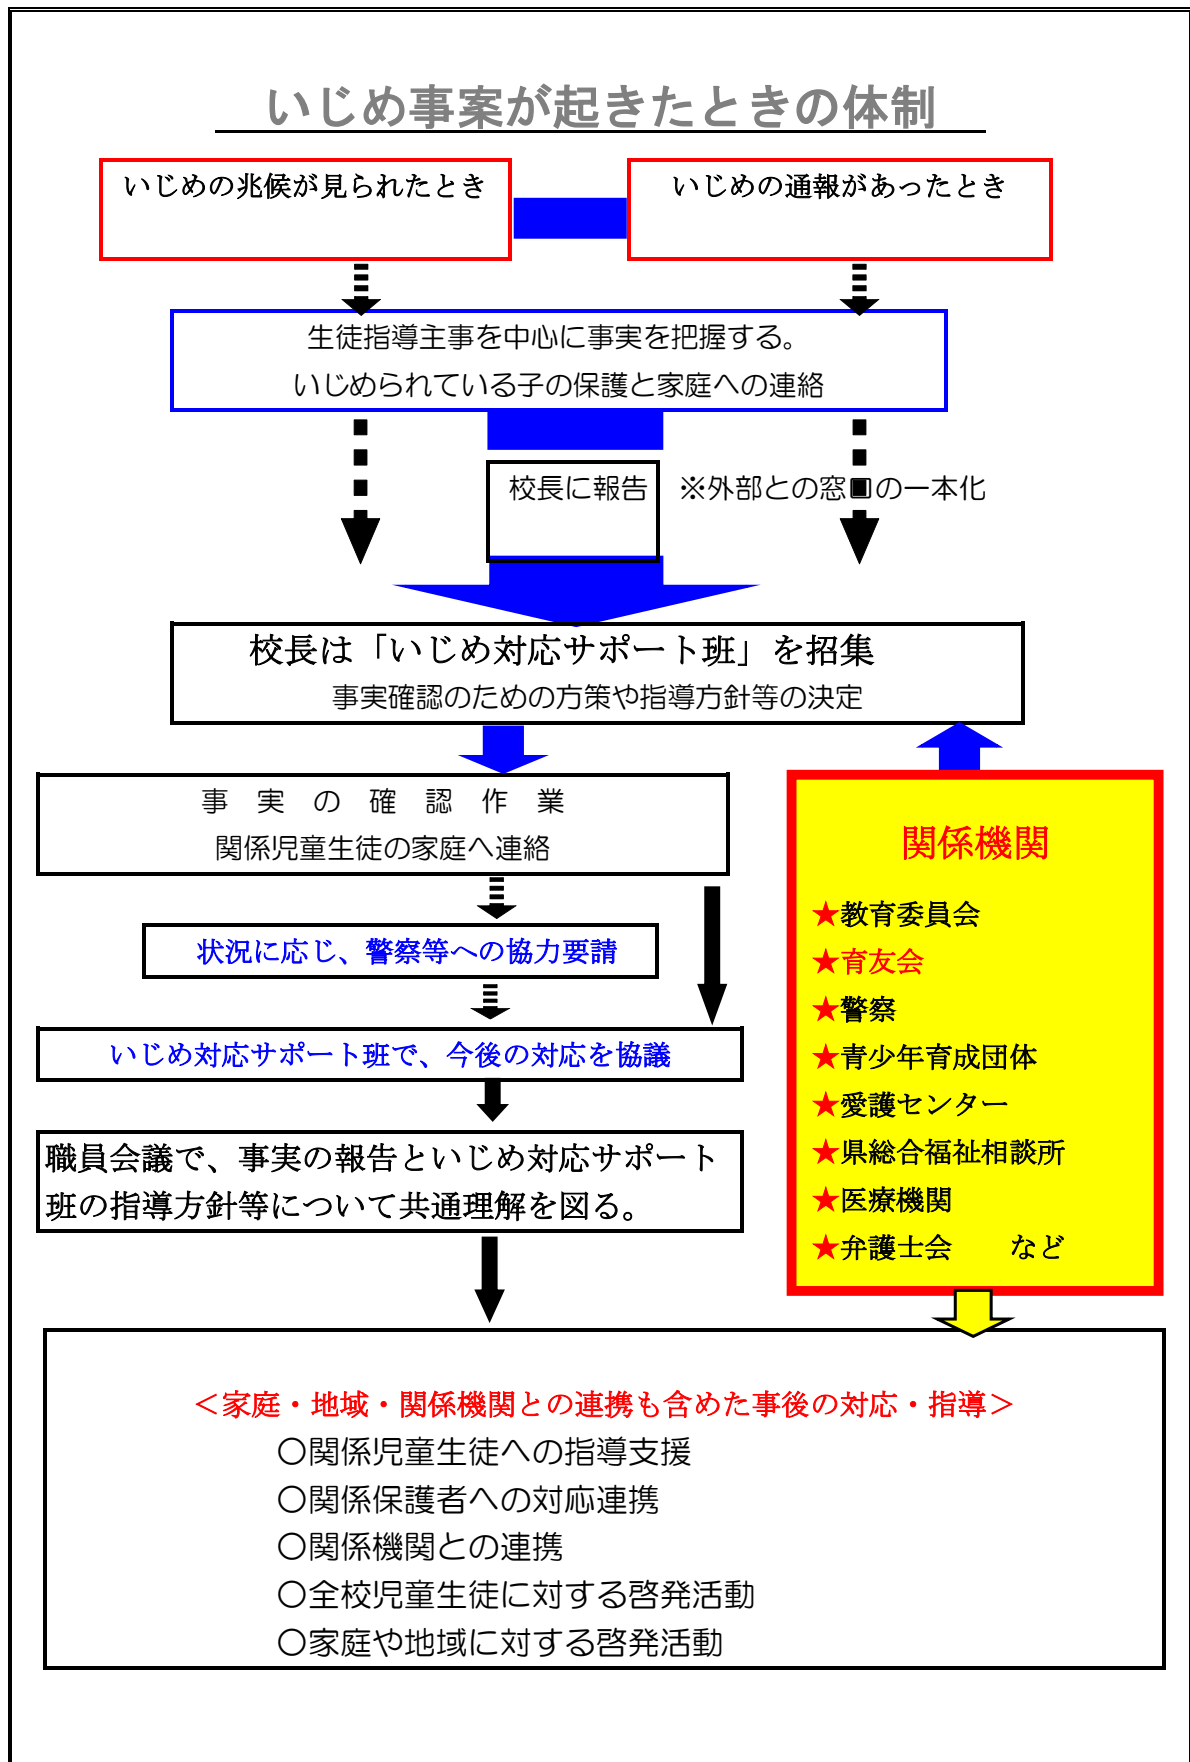 いじめ事案が起きたときの体制
いじめの兆候が見られたとき
いじめの通報があったとき
生徒指導主事を中心に事実を把握する。
いじめられている子の保護と家庭への連絡
校長に報告
※外部との窓口の一本化
校長は「いじめ対応サポート班」を招集
事実確認のための方策や指導方針等の決定
事　実　の　確　認　作　業
関係児童生徒の家庭へ連絡
状況に応じ、警察等への協力要請
いじめ対応サポート班で、今後の対応を協議
職員会議で、事実の報告といじめ対応サポート
班の指導方針等について共通理解を図る。
関係機関
★教育委員会
★育友会
★警察
★青少年育成団体
★愛護センター
★県総合福祉相談所
★医療機関
★弁護士会　　など
＜家庭・地域・関係機関との連携も含めた事後の対応・指導＞
○関係児童生徒への指導支援
○関係保護者への対応連携
○関係機関との連携
○全校児童生徒に対する啓発活動
○家庭や地域に対する啓発活動